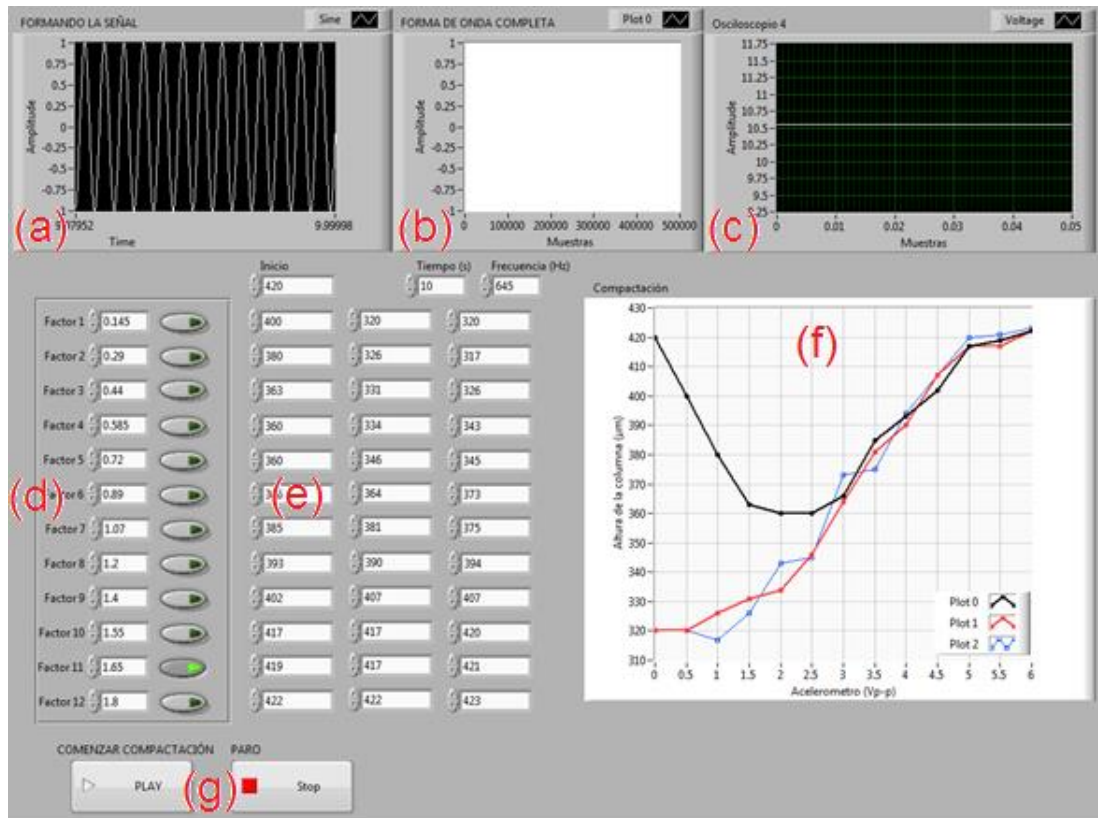 FORMANDO LA SEÑAL
Sine
1
0.75
0.5
0.25
0
-0.25
-0.5
-0.75
-1
Amplitude
9.99998
Time
(a)
FORMA DE ONDA COMPLETA
Plot 0
1
0.75
0.5
0.25
0
-0.25
-0.5
-0.75
Amplitude
0 100000 200000 300000 400000 500000
Muestras
(b)
Osciloscopio 4
Voltage
11.75
11.5
11.25
11
10.75
10.5
10.25
10
9.75
9.5
9.25
Amplitude
0 0.01 0.02 0.03 0.04 0.05
Muestras
(c)
Inicio Tiempo (s) Frecuencia (Hz)
420 10 645
Factor 1 0.145 400 320 320
Factor 2 0.29 380 326 317
Factor 3 0.44 363 331 326
Factor 4 0.585 360 334 343
Factor 5 0.72 360 346 345
(d) 0.89 (e) 364 373
Factor 7 1.07 385 381 375
Factor 8 1.2 393 390 394
Factor 9 1.4 402 407 407
Factor 10 1.55 417 417 420
Factor 11 1.65 419 417 421
Factor 12 1.8 422 422 423
Compactación
430
420
410
400
390
380
370
360
350
340
330
320
310
Altura de la columna (µm)
0 0.5 1 1.5 2 2.5 3 3.5 4 4.5 5 5.5 6
Acelerometro (Vp-p)
(f)
Plot 0
Plot 1
Plot 2
COMENZAR COMPACTACIÓN PARO
PLAY (g) Stop